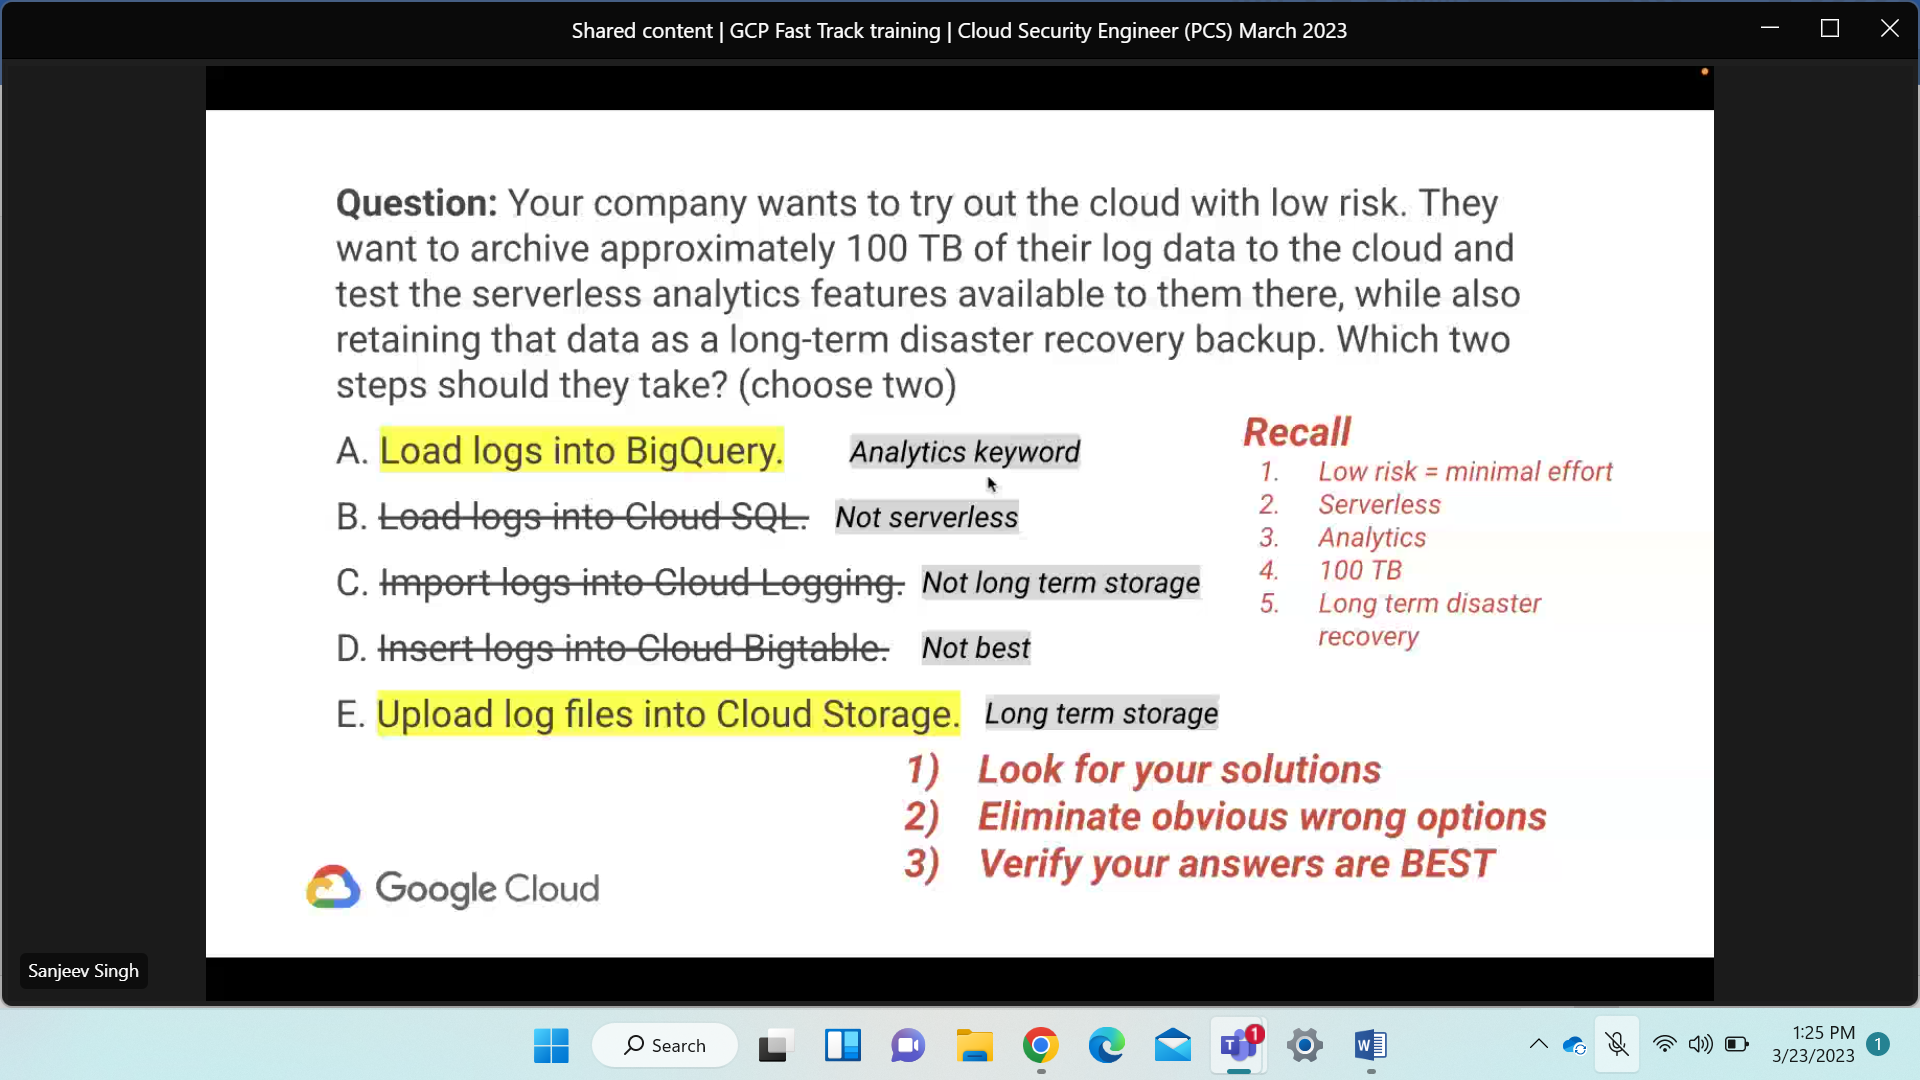 Shared content | GCP Fast Track training | Cloud Security Engineer (PCS) March 2023
Question: Your company wants to try out the cloud with low risk. They
want to archive approximately 100 TB of their log data to the cloud and
test the serverless analytics features available to them there, while also
retaining that data as a long-term disaster recovery backup. Which two
steps should they take? (choose two)
A. Load logs into BigQuery. Analytics keyword
B. Load logs into Cloud SQL. Not serverless
C. Import logs into Cloud Logging. Not long term storage
D. Insert logs into Cloud Bigtable. Not best
E. Upload log files into Cloud Storage. Long term storage
Recall
1. Low risk = minimal effort
2. Serverless
3. Analytics
4. 100 TB
5. Long term disaster
recovery
1) Look for your solutions
2) Eliminate obvious wrong options
3) Verify your answers are BEST
Google Cloud
Sanjeev Singh
Search
1
1:25 PM
3/23/2023
1